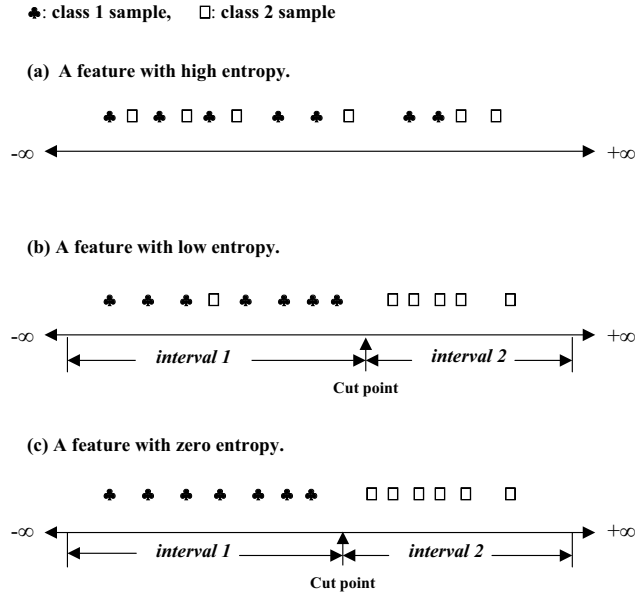 ♣: class 1 sample, □: class 2 sample
(a) A feature with high entropy.
-∞ +∞
(b) A feature with low entropy.
-∞ +∞
interval 1 interval 2
Cut point
(c) A feature with zero entropy.
-∞ +∞
interval 1 interval 2
Cut point